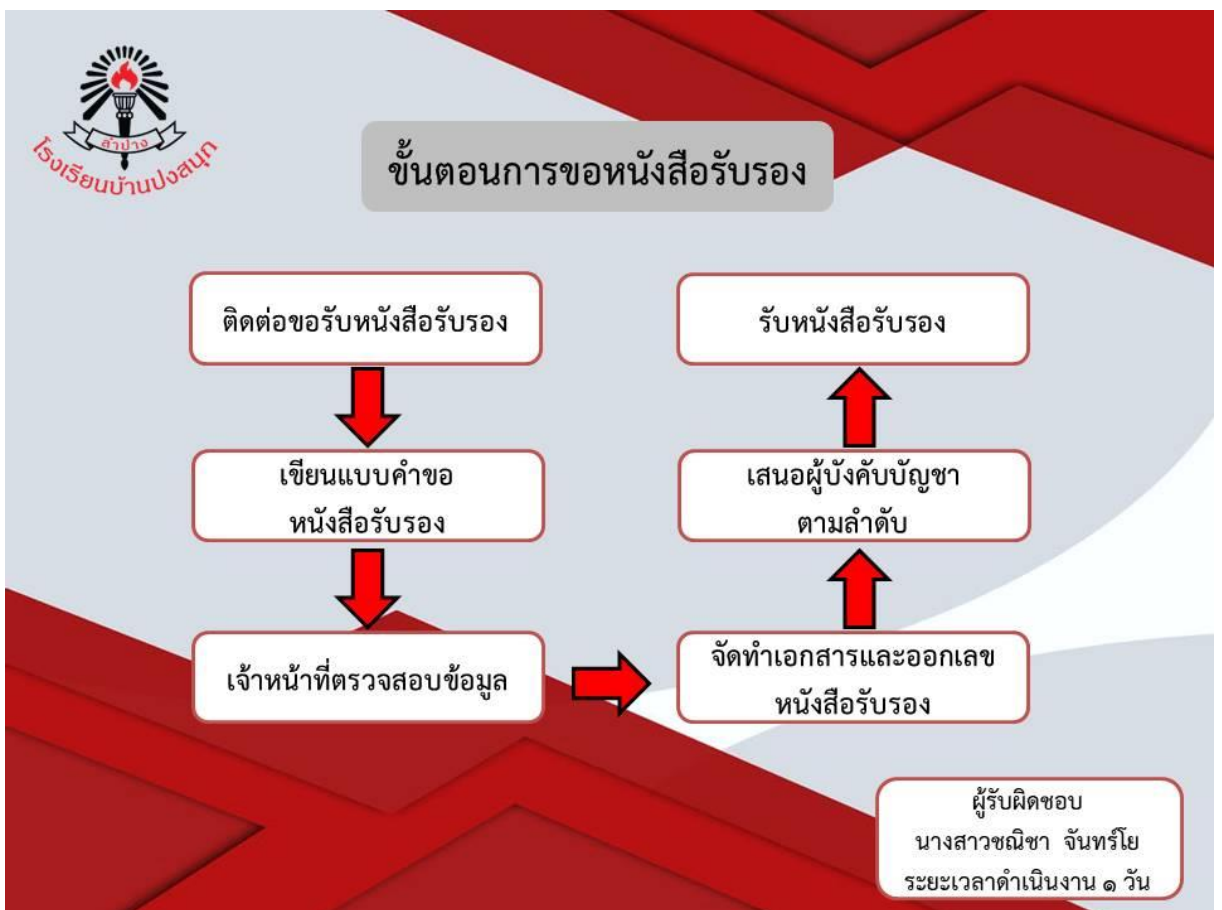 ลำปาง
โรงเรียนบ้านปงสนุก
ขั้นตอนการขอหนังสือรับรอง
ติดต่อขอรับหนังสือรับรอง
เขียนแบบคำขอ
หนังสือรับรอง
เจ้าหน้าที่ตรวจสอบข้อมูล
จัดทำเอกสารและออกเลข
หนังสือรับรอง
เสนอผู้บังคับบัญชา
ตามลำดับ
รับหนังสือรับรอง
ผู้รับผิดชอบ
นางสาวชณิชา จันทร์โย
ระยะเวลาดำเนินงาน ๑ วัน